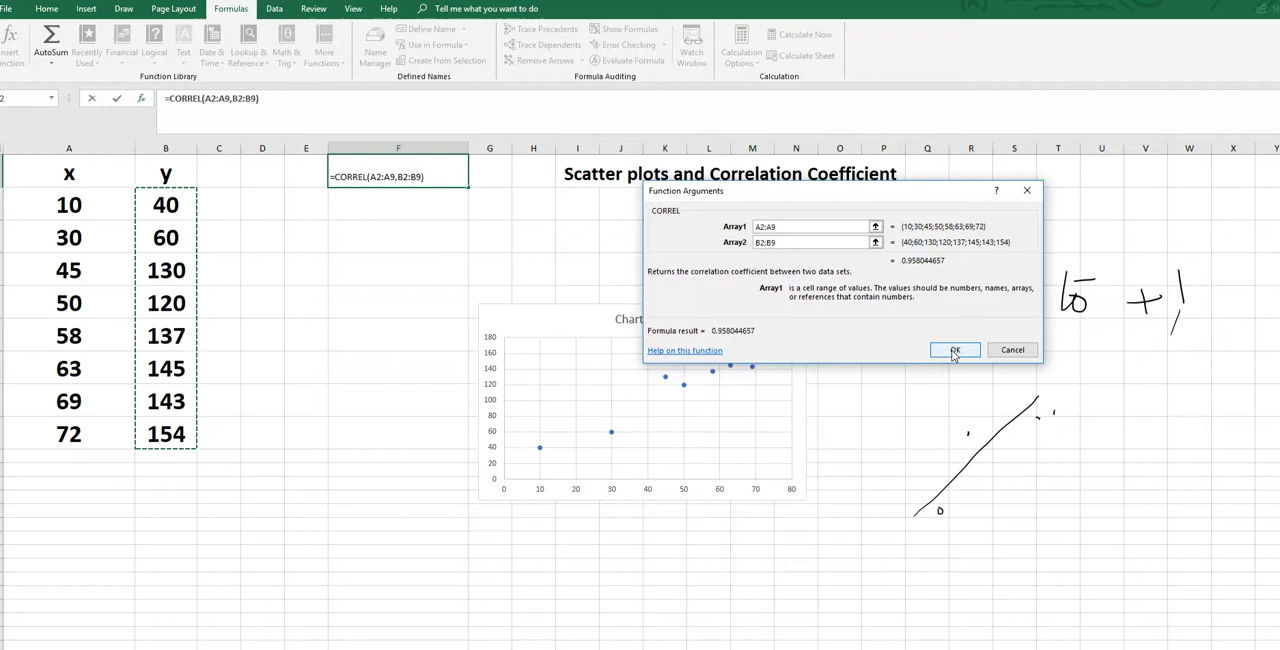 File Home Insert Draw Page Layout Formulas Data Review View Help Tell me what you want to do
AutoSum Recently Used Financial Logical Text Date & Time Lookup & Reference Math & Trig More Functions
Function Library
Name Manager Define Name Use in Formula Create from Selection
Defined Names
Trace Precedents Trace Dependents Remove Arrows Show Formulas Error Checking Evaluate Formula Watch Window
Formula Auditing
Calculation Options Calculate Now Calculate Sheet
Calculation
fx =CORREL(A2:A9,B2:B9)
A B C D E F G H I J K L M N O P Q R S T U V W X Y
x y =CORREL(A2:A9,B2:B9) Scatter plots and Correlation Coefficient
10 40
30 60
45 130
50 120
58 137
63 145
69 143
72 154
Function Arguments ? ×
CORREL
Array1 A2:A9 = {10;30;45;50;58;63;69;72}
Array2 B2:B9 = {40;60;130;120;137;145;143;154}
= 0.958044657
Returns the correlation coefficient between two data sets.
Array1 is a cell range of values. The values should be numbers, names, arrays,
or references that contain numbers.
Formula result = 0.958044657
Help on this function OK Cancel
Chart
180
160
140
120
100
80
60
40
20
0
0 10 20 30 40 50 60 70 80
+1